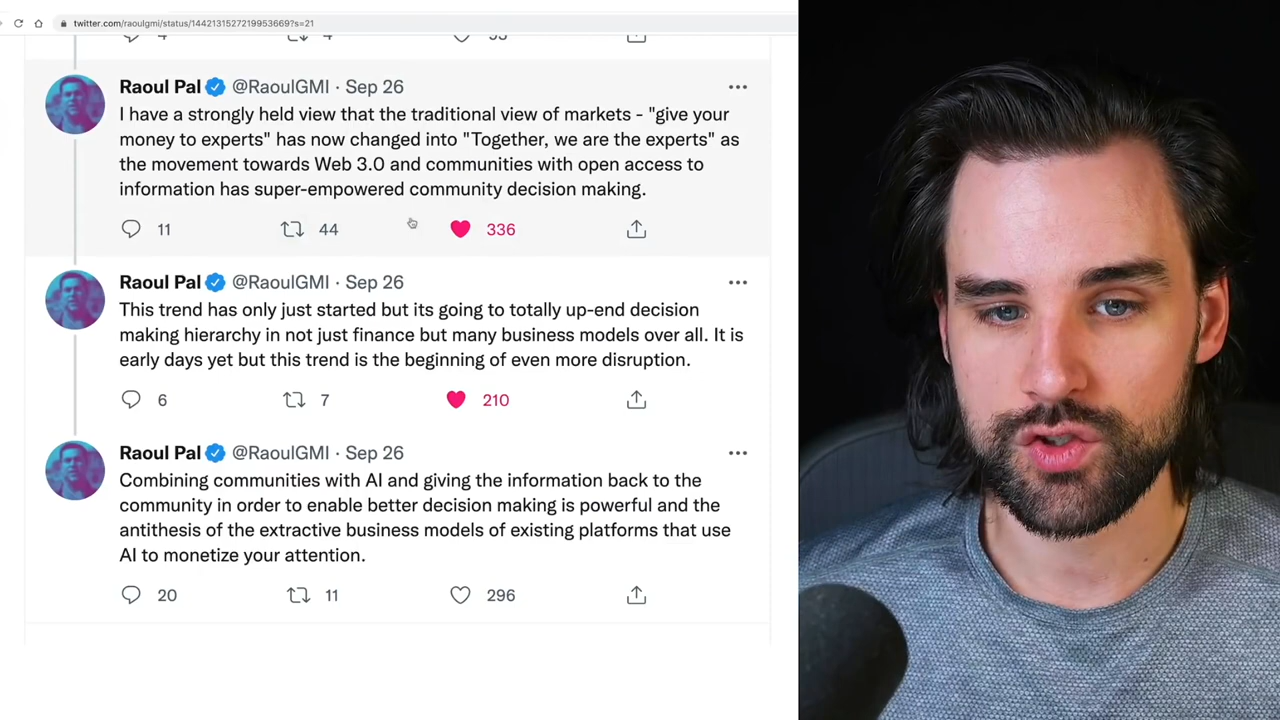 twitter.com/raoulgmi/status/1442131527219953669?s=21
4 4 93
Raoul Pal @RaoulGMI · Sep 26
I have a strongly held view that the traditional view of markets - "give your
money to experts" has now changed into "Together, we are the experts" as
the movement towards Web 3.0 and communities with open access to
information has super-empowered community decision making.
11 44 336
Raoul Pal @RaoulGMI · Sep 26
This trend has only just started but its going to totally up-end decision
making hierarchy in not just finance but many business models over all. It is
early days yet but this trend is the beginning of even more disruption.
6 7 210
Raoul Pal @RaoulGMI · Sep 26
Combining communities with AI and giving the information back to the
community in order to enable better decision making is powerful and the
antithesis of the extractive business models of existing platforms that use
AI to monetize your attention.
20 11 296